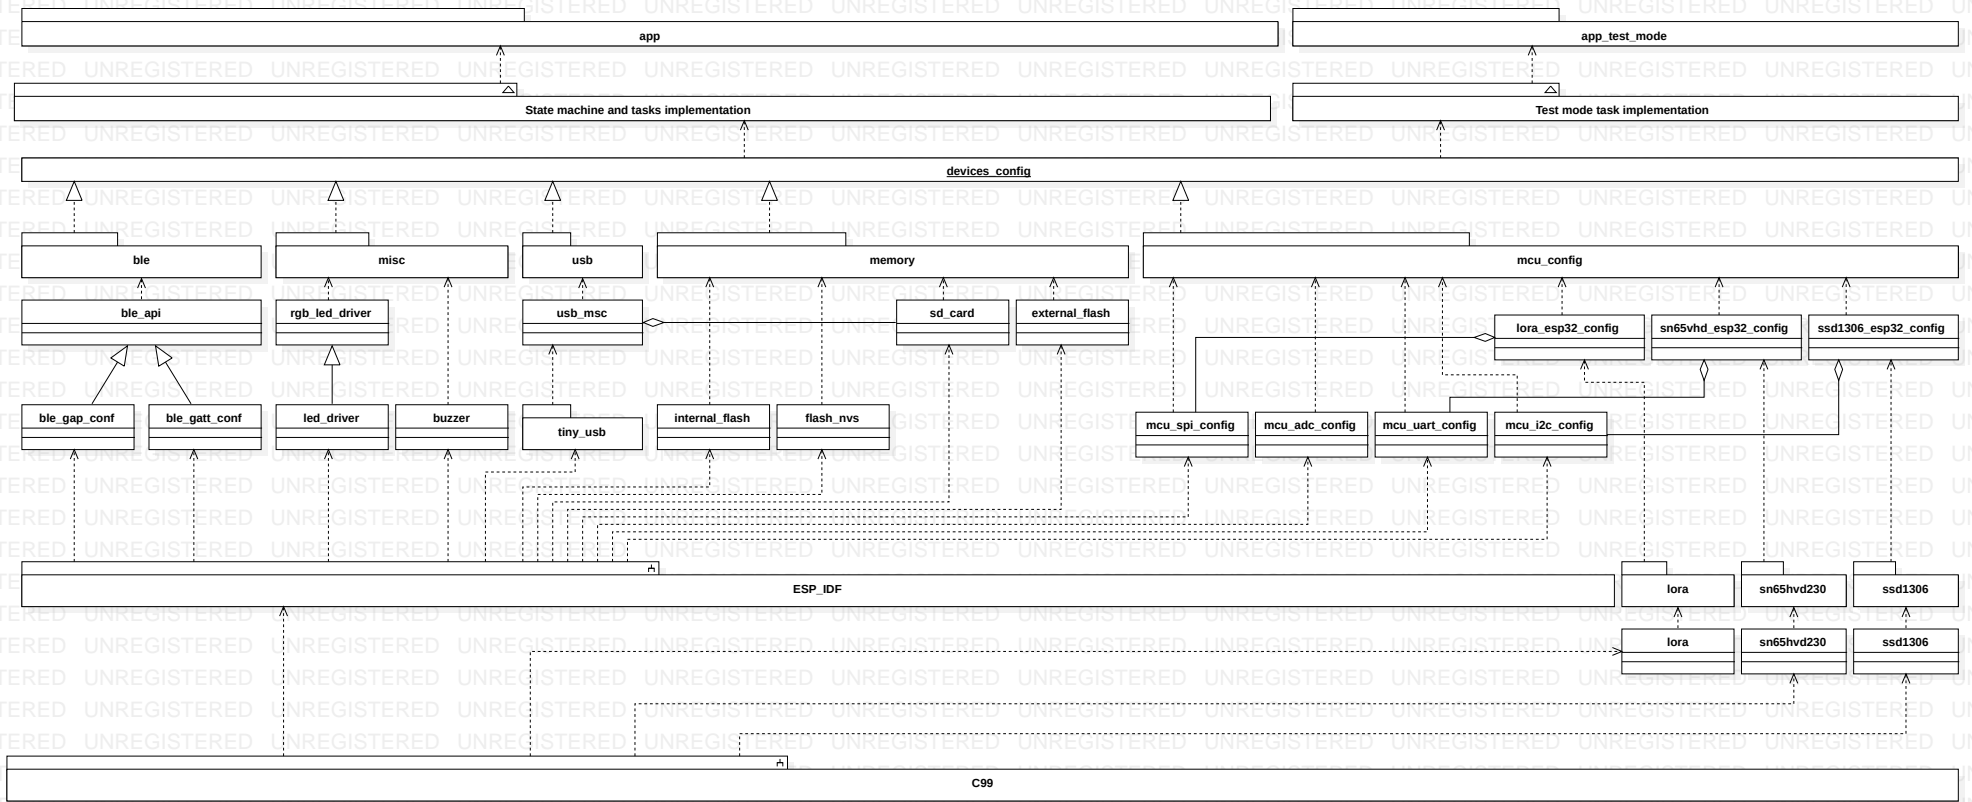 app
app_test_mode
State machine and tasks implementation
Test mode task implementation
devices_config
ble
misc
usb
memory
mcu_config
ble_api
rgb_led_driver
usb_msc
sd_card
external_flash
lora_esp32_config
sn65vhd_esp32_config
ssd1306_esp32_config
ble_gap_conf
ble_gatt_conf
led_driver
buzzer
tiny_usb
internal_flash
flash_nvs
mcu_spi_config
mcu_adc_config
mcu_uart_config
mcu_i2c_config
ESP_IDF
lora
sn65hvd230
ssd1306
lora
sn65hvd230
ssd1306
C99
UNREGISTERED